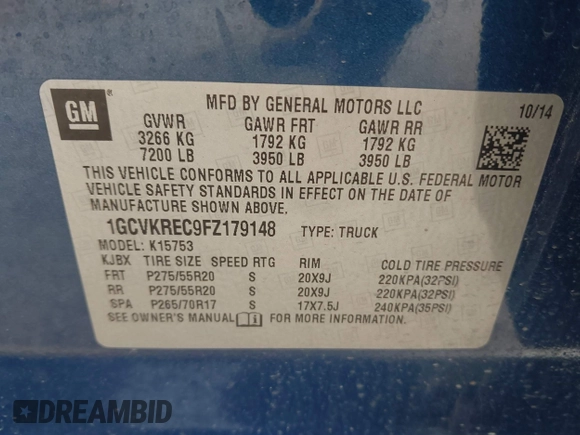 GM
MFD BY GENERAL MOTORS LLC
10/14
GVWR GAWR FRT GAWR RR
3266 KG 1792 KG 1792 KG
7200 LB 3950 LB 3950 LB
THIS VEHICLE CONFORMS TO ALL APPLICABLE U.S. FEDERAL MOTOR
VEHICLE SAFETY STANDARDS IN EFFECT ON THE DATE OF
MANUFACTURE SHOWN ABOVE.
1GCVKREC9FZ179148 TYPE: TRUCK
MODEL: K15753
KJBX TIRE SIZE SPEED RTG RIM COLD TIRE PRESSURE
FRT P275/55R20 S 20X9J 220KPA(32PSI)
RR P275/55R20 S 20X9J 220KPA(32PSI)
SPA P265/70R17 S 17X7.5J 240KPA(35PSI)
SEE OWNER'S MANUAL FOR MORE INFORMATION.
DREAMBID